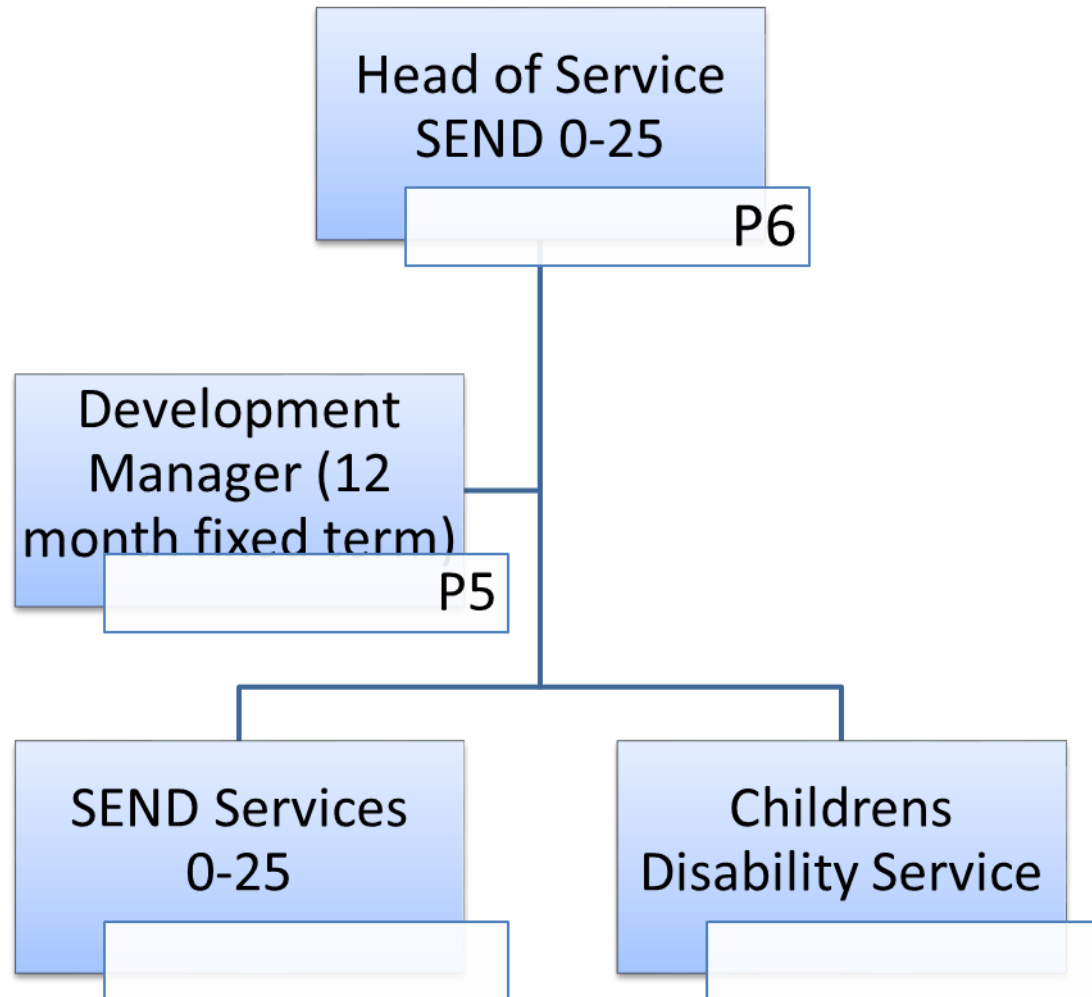 Head of Service
SEND 0-25
P6
Development
Manager (12
month fixed term)
P5
SEND Services
0-25
Childrens
Disability Service